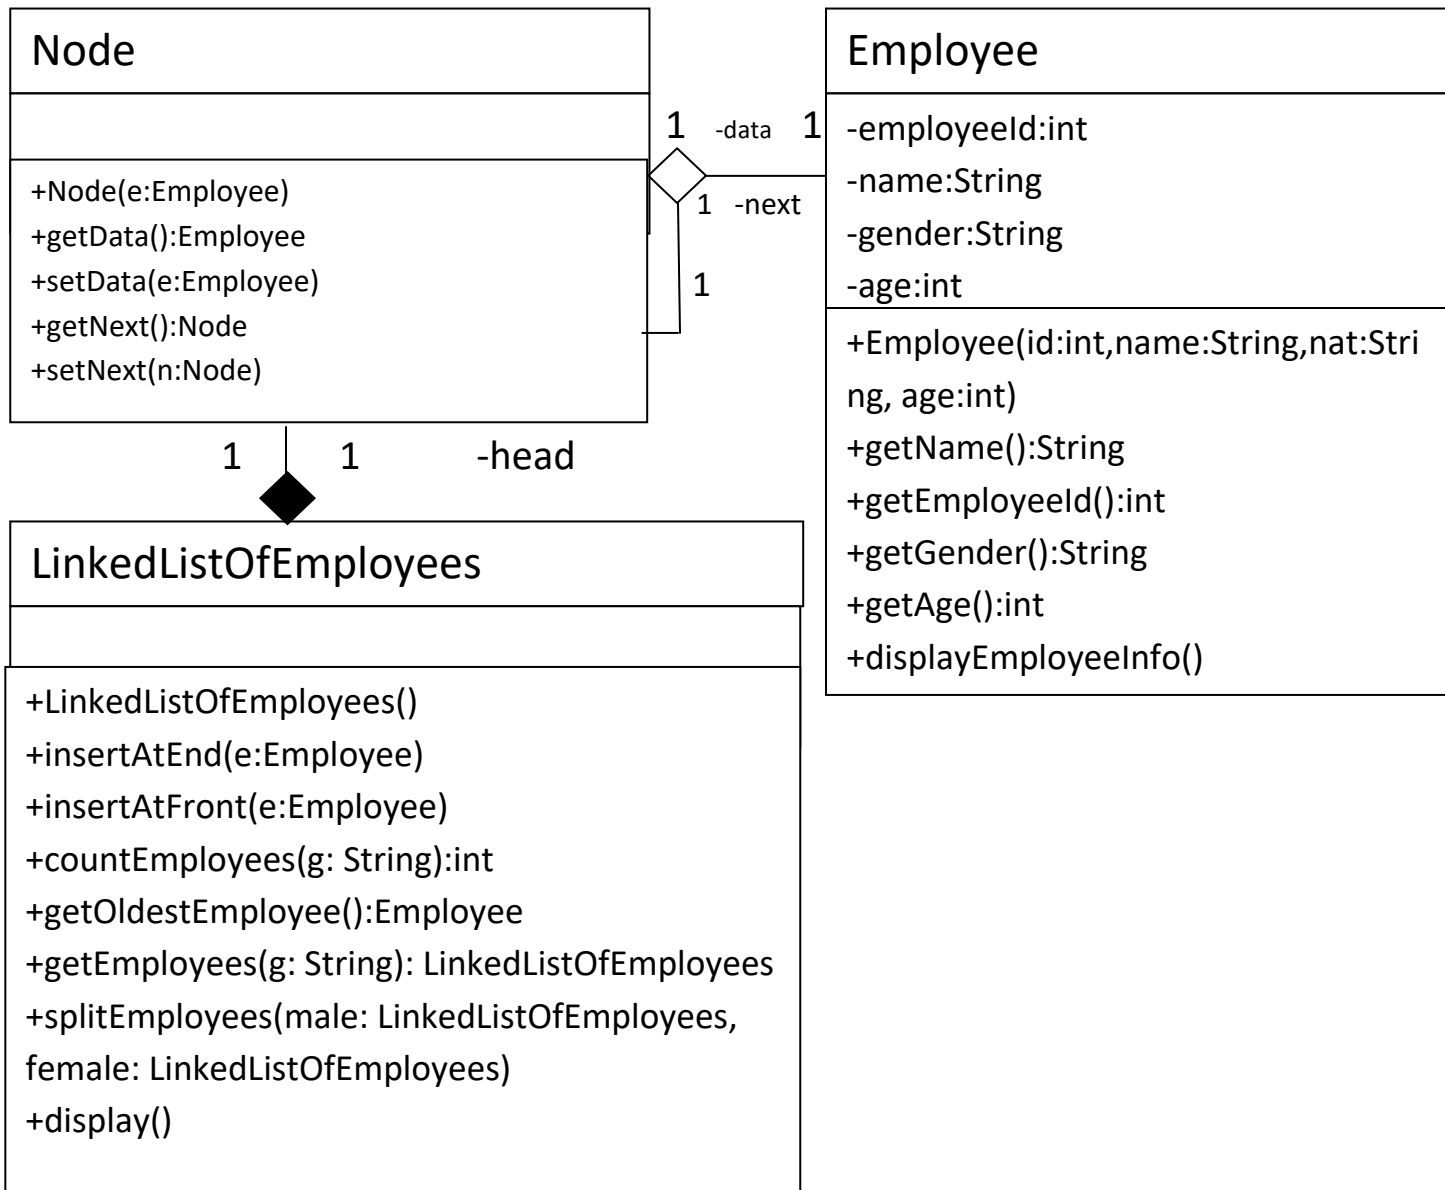 Node
+Node(e:Employee)
+getData():Employee
+setData(e:Employee)
+getNext():Node
+setNext(n:Node)
1 -data 1
1 -next
1
Employee
-employeeId:int
-name:String
-gender:String
-age:int
+Employee(id:int,name:String,nat:Stri
ng, age:int)
+getName():String
+getEmployeeId():int
+getGender():String
+getAge():int
+displayEmployeeInfo()
1 1 -head
LinkedListOfEmployees
+LinkedListOfEmployees()
+insertAtEnd(e:Employee)
+insertAtFront(e:Employee)
+countEmployees(g: String):int
+getOldestEmployee():Employee
+getEmployees(g: String): LinkedListOfEmployees
+splitEmployees(male: LinkedListOfEmployees,
female: LinkedListOfEmployees)
+display()